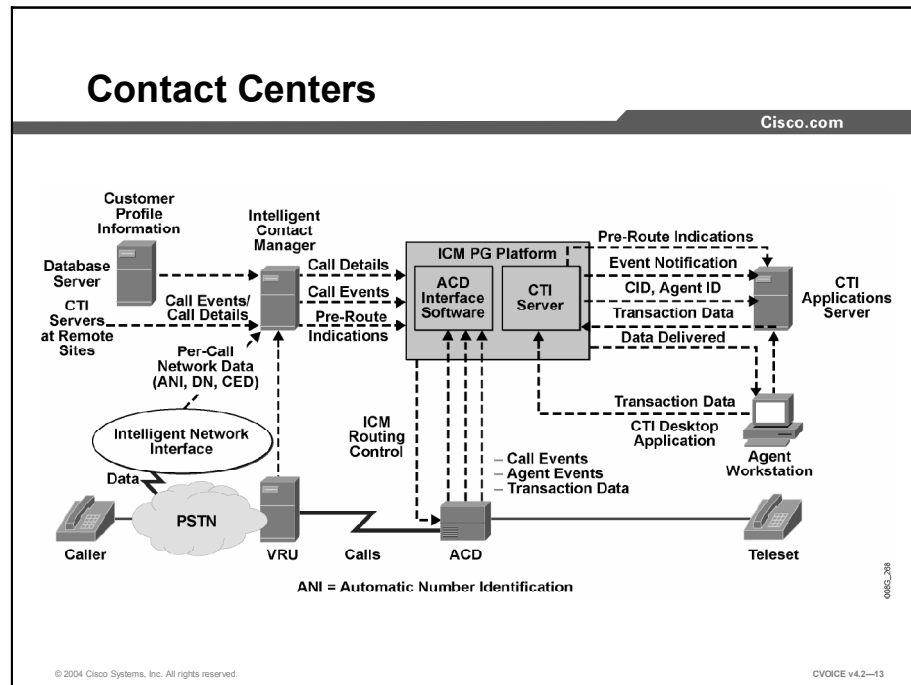 Contact Centers
Cisco.com
Customer
Profile
Information
Database
Server
CTI
Servers
at Remote
Sites
Intelligent
Contact
Manager
Call Events/
Call Details
Per-Call
Network Data
(ANI, DN, CED)
Intelligent Network
Interface
Data
Call Details
Call Events
Pre-Route
Indications
ICM PG Platform
ACD
Interface
Software
CTI
Server
Pre-Route Indications
Event Notification
CID, Agent ID
Transaction Data
Data Delivered
CTI
Applications
Server
Transaction Data
CTI Desktop
Application
Agent
Workstation
ICM
Routing
Control
– Call Events
– Agent Events
– Transaction Data
Caller
PSTN
VRU
Calls
ACD
Teleset
ANI = Automatic Number Identification
© 2004 Cisco Systems, Inc. All rights reserved.
CVOICE v4.2—13